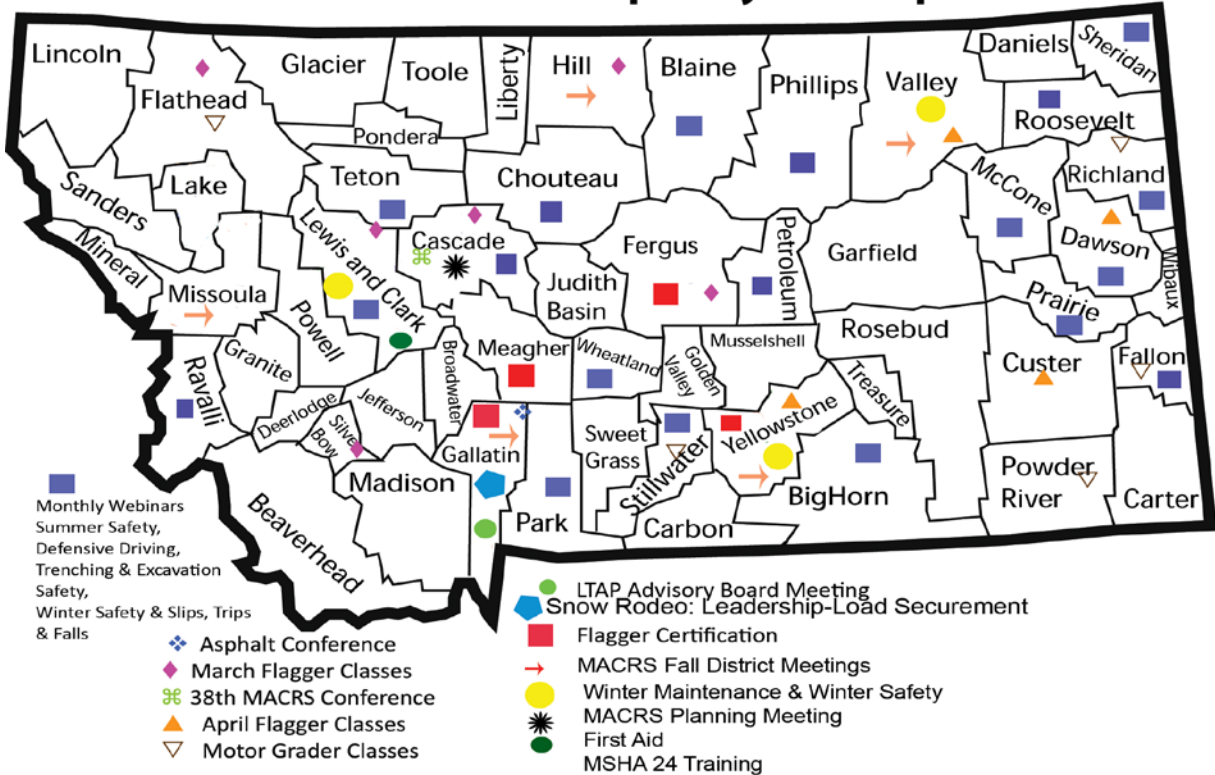 Lincoln
Flathead
Glacier
Toole
Liberty
Hill
Blaine
Phillips
Valley
Daniels
Sheridan
Roosevelt
Pondera
Teton
Chouteau
Sanders
Lake
Lewis and Clark
Cascade
Fergus
Petroleum
Garfield
McCone
Richland
Dawson
Wibaux
Mineral
Missoula
Powell
Judith
Basin
Prairie
Granite
Broadwater
Meagher
Wheatland
Golden
Valley
Musselshell
Rosebud
Treasure
Custer
Fallon
Ravalli
Deerlodge
Silver
Bow
Jefferson
Gallatin
Sweet
Grass
Stillwater
Yellowstone
BigHorn
Powder
River
Carter
Madison
Beaverhead
Park
Carbon
Monthly Webinars
Summer Safety,
Defensive Driving,
Trenching & Excavation
Safety,
Winter Safety & Slips, Trips
& Falls
Asphalt Conference
March Flagger Classes
38th MACRS Conference
April Flagger Classes
Motor Grader Classes
LTAP Advisory Board Meeting
Snow Rodeo: Leadership-Load Securement
Flagger Certification
MACRS Fall District Meetings
Winter Maintenance & Winter Safety
MACRS Planning Meeting
First Aid
MSHA 24 Training